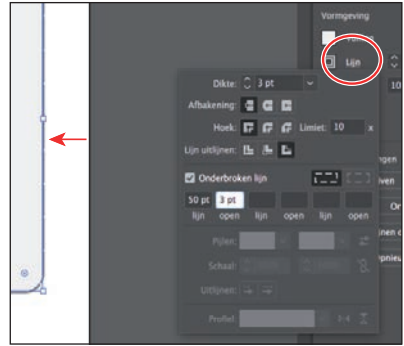 Vormgeving
Lijn
Dikte: 3 pt
10
Afbakening:
Hoek: Limiet: 10 x
Lijn uitlijnen:
Onderbroken lijn
50 pt 3 pt
lijn open lijn open lijn open
Pijlen:
Schaal:
Uitlijnen:
Profiel: